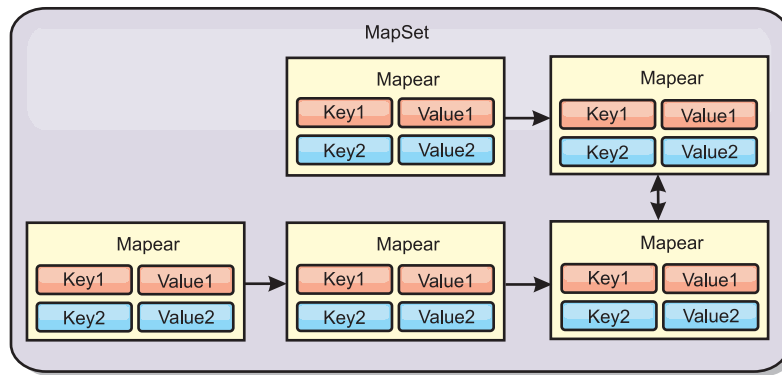 MapSet
Mapear Mapear
Key1 Value1 Key1 Value1
Key2 Value2 Key2 Value2
Mapear Mapear Mapear
Key1 Value1 Key1 Value1 Key1 Value1
Key2 Value2 Key2 Value2 Key2 Value2